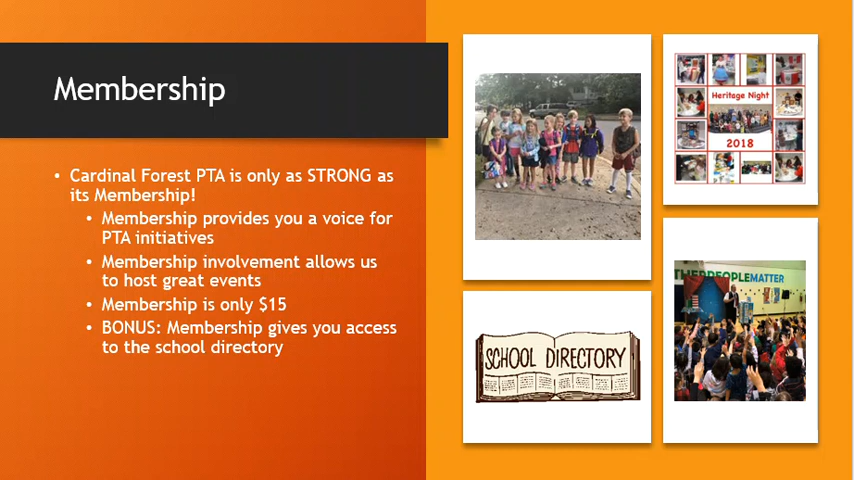 Membership
• Cardinal Forest PTA is only as STRONG as
its Membership!
• Membership provides you a voice for
PTA initiatives
• Membership involvement allows us
to host great events
• Membership is only $15
• BONUS: Membership gives you access
to the school directory
Heritage Night
2018
SCHOOL DIRECTORY
PEOPLEMATTER